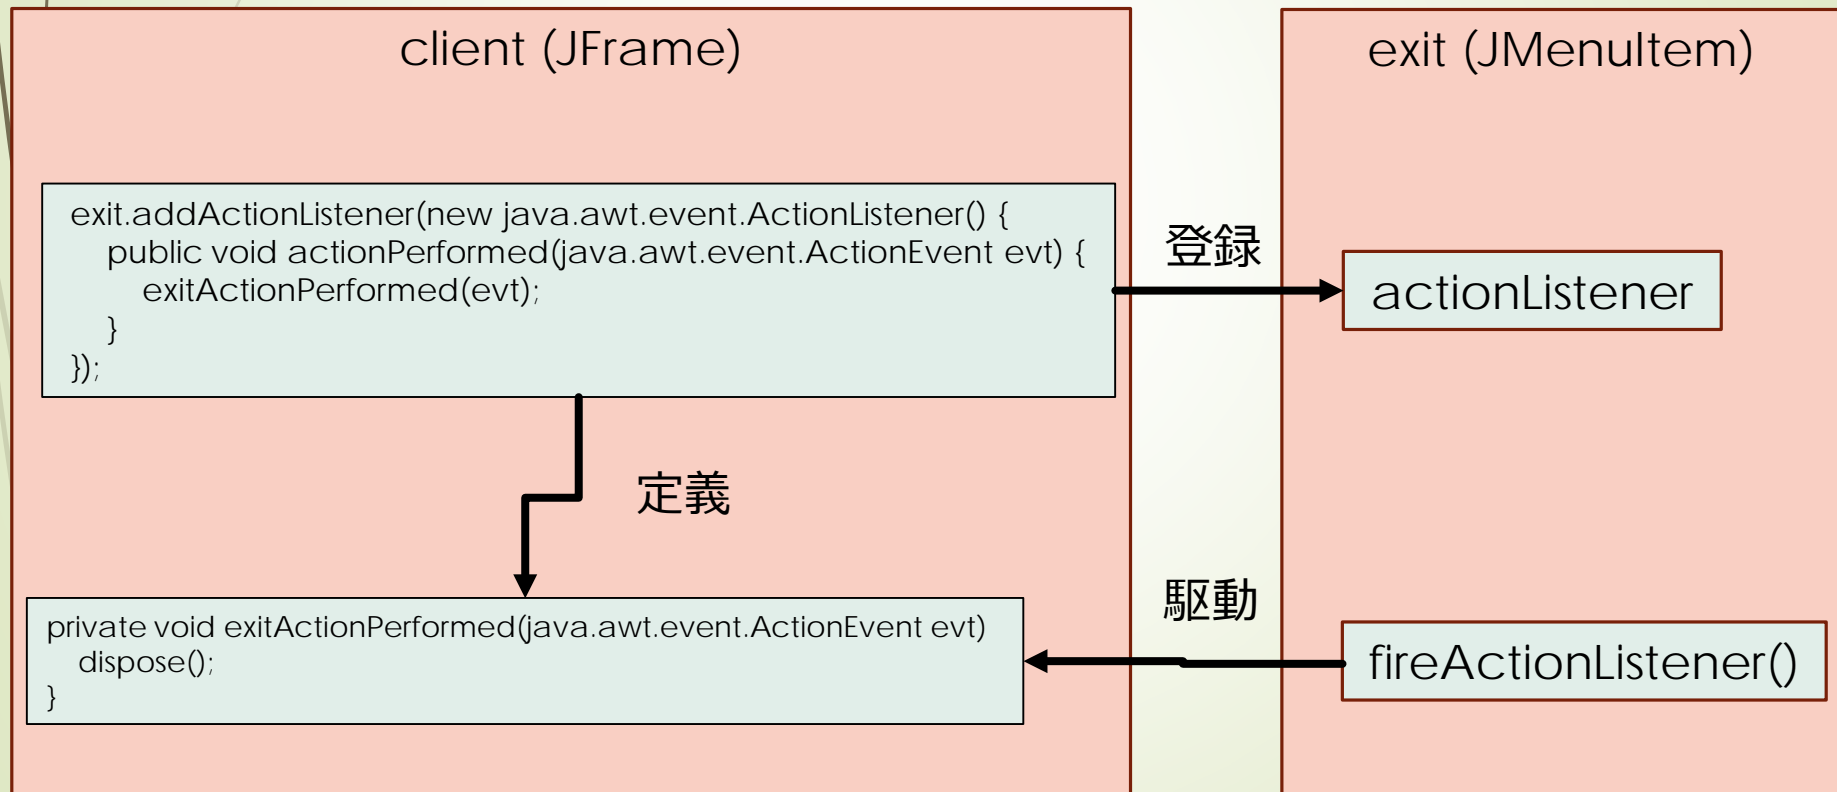 client (JFrame)
exit (JMenuItem)
exit.addActionListener(new java.awt.event.ActionListener() {
public void actionPerformed(java.awt.event.ActionEvent evt) {
exitActionPerformed(evt);
}
});
登録
actionListener
定義
駆動
private void exitActionPerformed(java.awt.event.ActionEvent evt)
dispose();
}
fireActionListener()